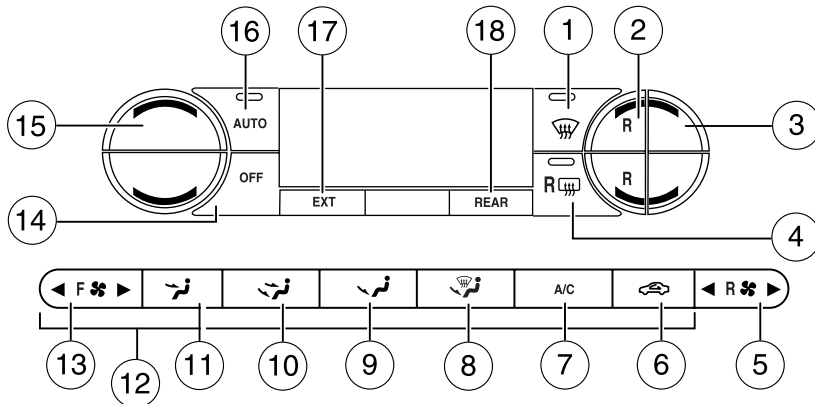 16 17 18 1 2
15 AUTO R 3
OFF R R
14 EXT REAR 4
◀ F ▶ A/C ◀ R ▶
13 12 11 10 9 8 7 6 5